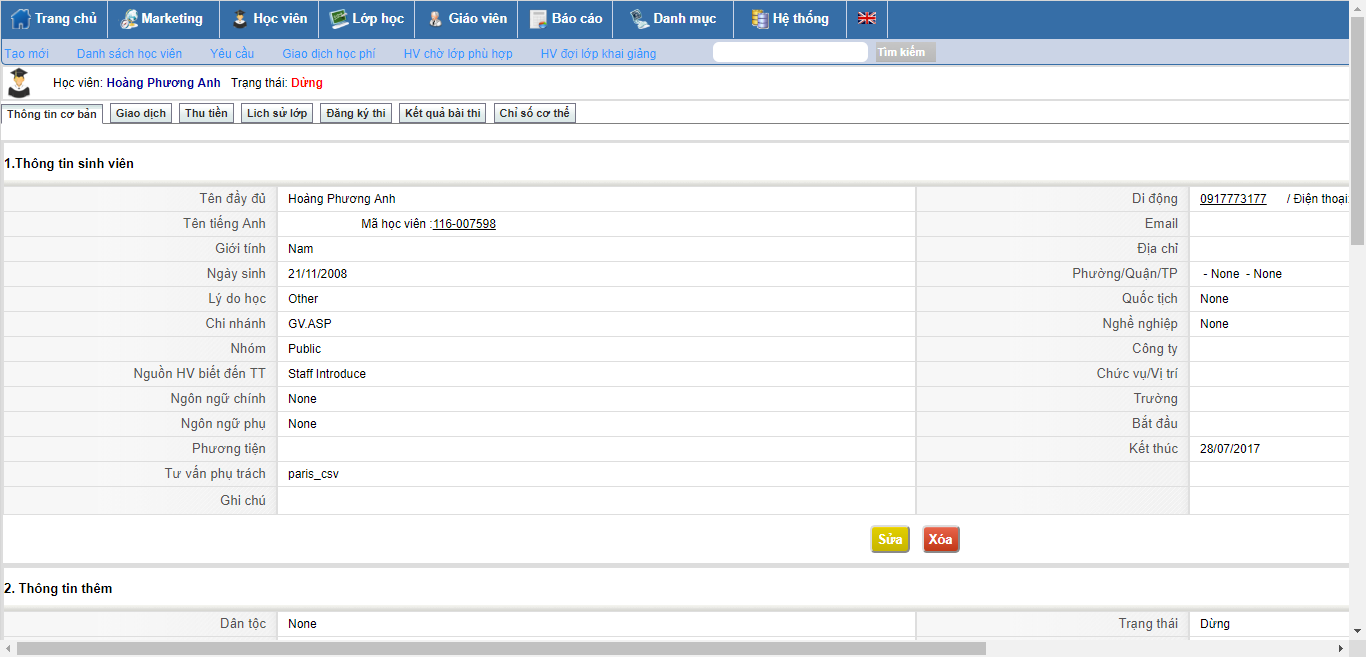 Trang chủ Marketing Học viên Lớp học Giáo viên Báo cáo Danh mục Hệ thống
Tạo mới Danh sách học viên Yêu cầu Giao dịch học phí HV chờ lớp phù hợp HV đợi lớp khai giảng Tìm kiếm
Học viên: Hoàng Phương Anh Trạng thái: Dừng
Thông tin cơ bản Giao dịch Thu tiền Lich sử lớp Đăng ký thi Kết quả bài thi Chỉ số cơ thể
1.Thông tin sinh viên
Tên đầy đủ Hoàng Phương Anh Di động 0917773177 / Điện thoại:
Tên tiếng Anh Mã học viên :116-007598 Email
Giới tính Nam Địa chỉ
Ngày sinh 21/11/2008 Phường/Quận/TP - None - None
Lý do học Other Quốc tịch None
Chi nhánh GV.ASP Nghề nghiệp None
Nhóm Public Công ty
Nguồn HV biết đến TT Staff Introduce Chức vụ/Vị trí
Ngôn ngữ chính None Trường
Ngôn ngữ phụ None Bắt đầu
Phương tiện Kết thúc 28/07/2017
Tư vấn phụ trách paris_csv
Ghi chú
Sửa Xóa
2. Thông tin thêm
Dân tộc None Trạng thái Dừng